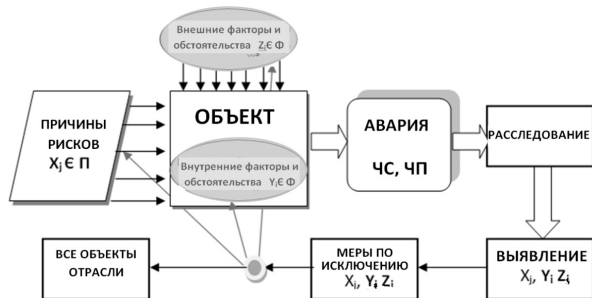 Внешние факторы и
обстоятельства Zᵢ Є Ф
ПРИЧИНЫ
РИСКОВ
Xⱼ Є П
ОБЪЕКТ
Внутренние факторы и
обстоятельства Yᵢ Є Ф
АВАРИЯ
ЧС, ЧП
РАССЛЕДОВАНИЕ
ВСЕ ОБЪЕКТЫ
ОТРАСЛИ
МЕРЫ ПО
ИСКЛЮЧЕНИЮ
Xᵢ, Yᵢ Zᵢ
ВЫЯВЛЕНИЕ
Xⱼ, Yᵢ Zᵢ